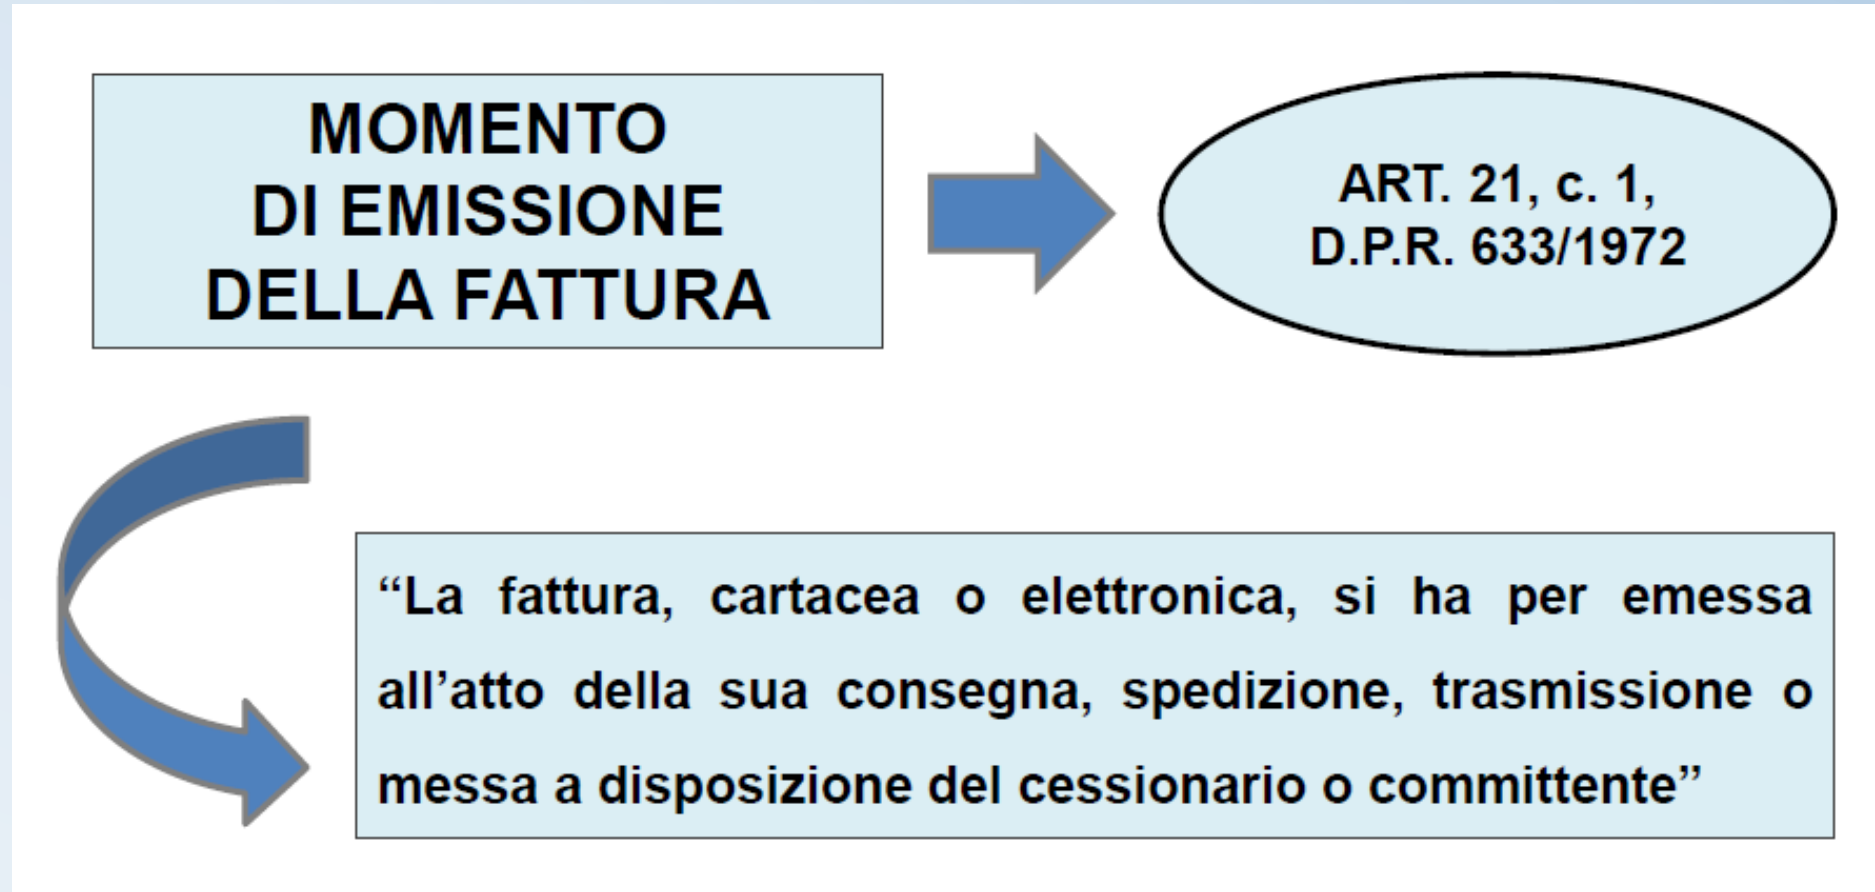 MOMENTO
DI EMISSIONE
DELLA FATTURA
ART. 21, c. 1,
D.P.R. 633/1972
“La fattura, cartacea o elettronica, si ha per emessa
all’atto della sua consegna, spedizione, trasmissione o
messa a disposizione del cessionario o committente”